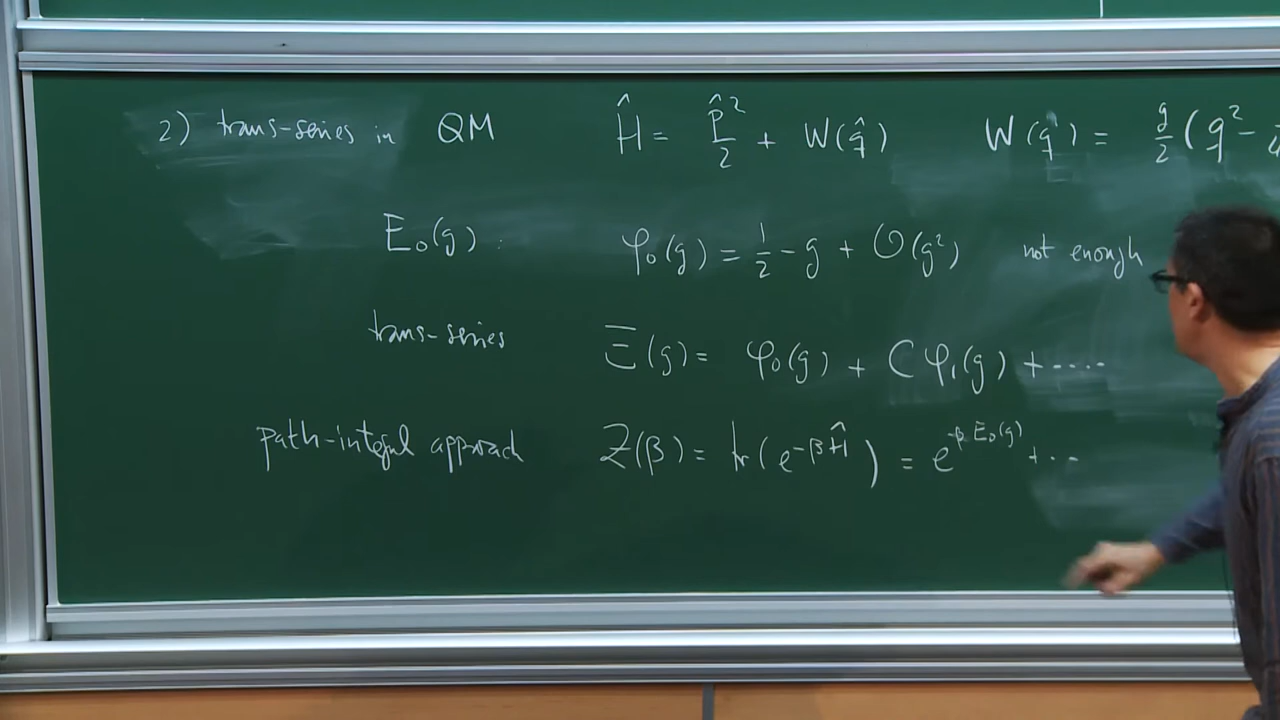 2) trans-series in QM Ĥ = P̂²/2 + W(q̂) W(q) = g/2 (q² -
E₀(g) : φ₀(g) = 1/2 - g + O(g²) not enough
trans-series Ξ(g) = φ₀(g) + C φ₁(g) + ....
path-integral approach Z(β) = tr(e^{-βĤ}) = e^{-βE₀(g)} + ...